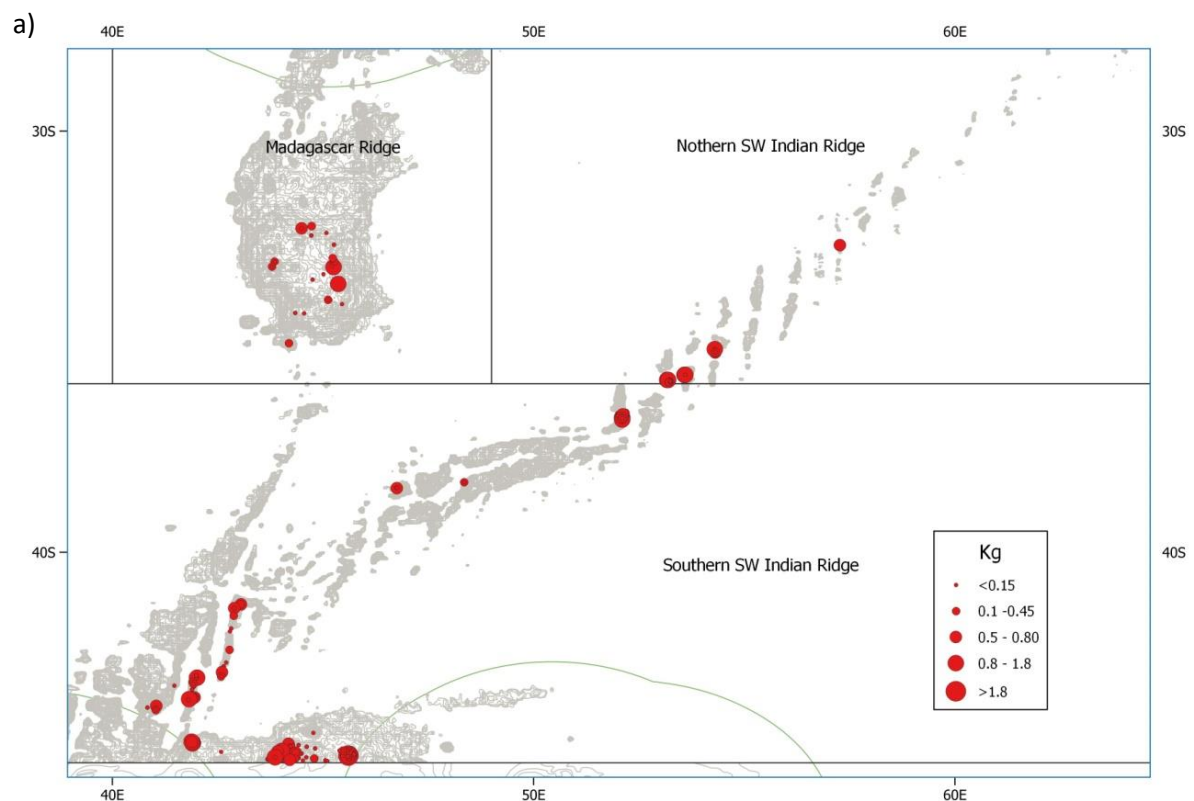 a)
40E 50E 60E
30S 30S
Madagascar Ridge Nothern SW Indian Ridge
40S 40S
Southern SW Indian Ridge
Kg
<0.15
0.1 -0.45
0.5 - 0.80
0.8 - 1.8
>1.8
40E 50E 60E